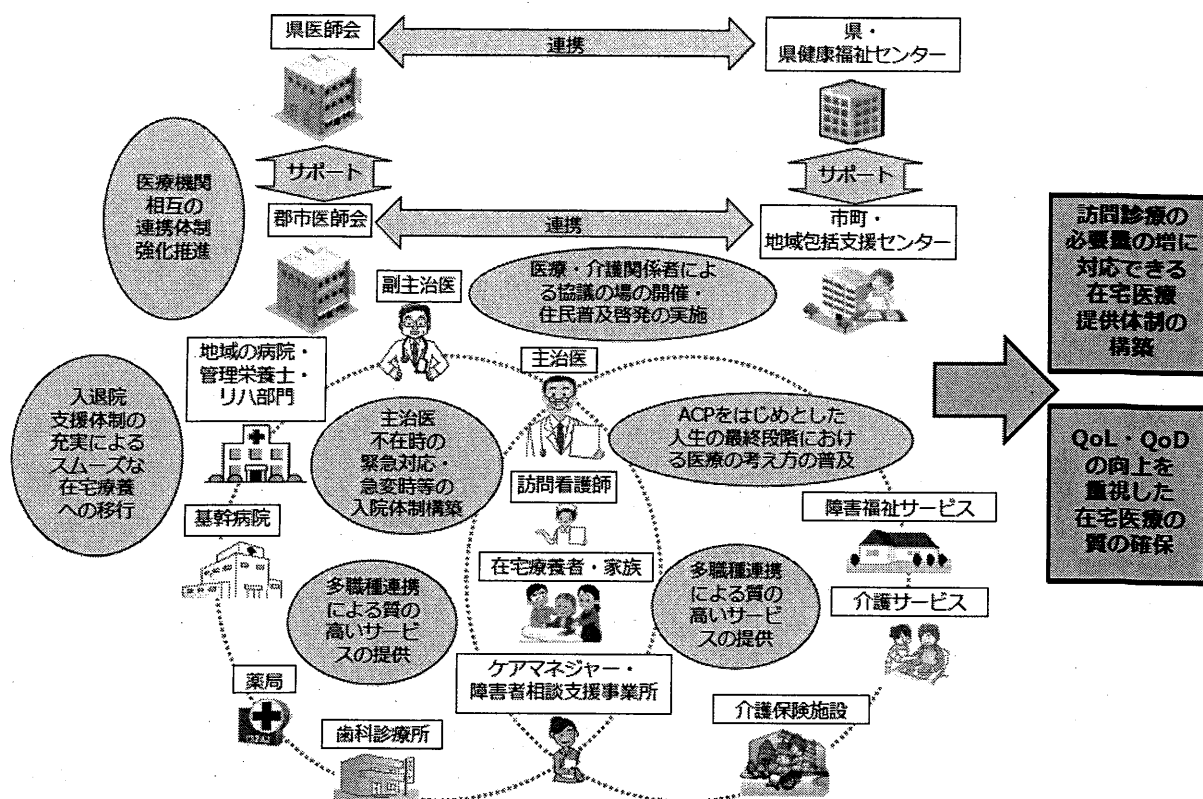 県医師会
連携
県・
県健康福祉センター
サポート
サポート
医療機関
相互の
連携体制
強化推進
郡市医師会
連携
市町・
地域包括支援センター
訪問診療の
必要量の増に
対応できる
在宅医療
提供体制の
構築
副主治医
医療・介護関係者によ
る協議の場の開催・
住民普及啓発の実施
地域の病院・
管理栄養士・
リハ部門
主治医
入退院
支援体制の
充実による
スムーズな
在宅療養
への移行
主治医
不在時の
緊急対応・
急変時等の
入院体制構築
ACPをはじめとした
人生の最終段階におけ
る医療の考え方の普及
QoL・QoD
の向上を
重視した
在宅医療の
質の確保
訪問看護師
基幹病院
障害福祉サービス
在宅療養者・家族
多職種連携
による質の
高いサービ
スの提供
多職種連携
による質の
高いサービ
スの提供
介護サービス
薬局
ケアマネジャー・
障害者相談支援事業所
歯科診療所
介護保険施設